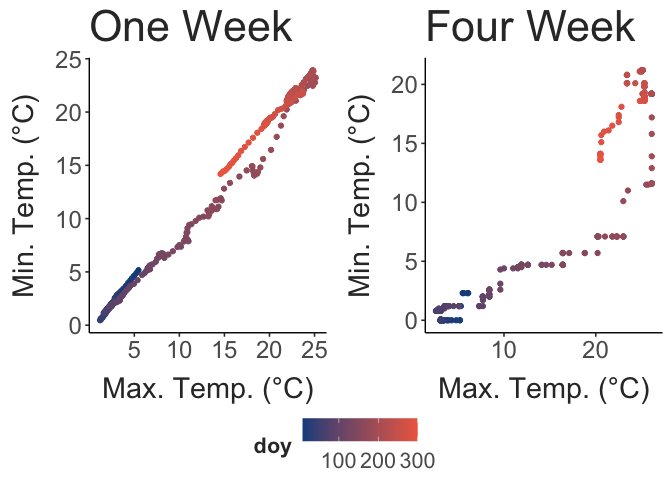 One Week
Four Week
25
20
15
10
5
0
Min. Temp. (°C)
5 10 15 20 25
Max. Temp. (°C)
20
15
10
5
0
Min. Temp. (°C)
10 20
Max. Temp. (°C)
doy
100 200 300